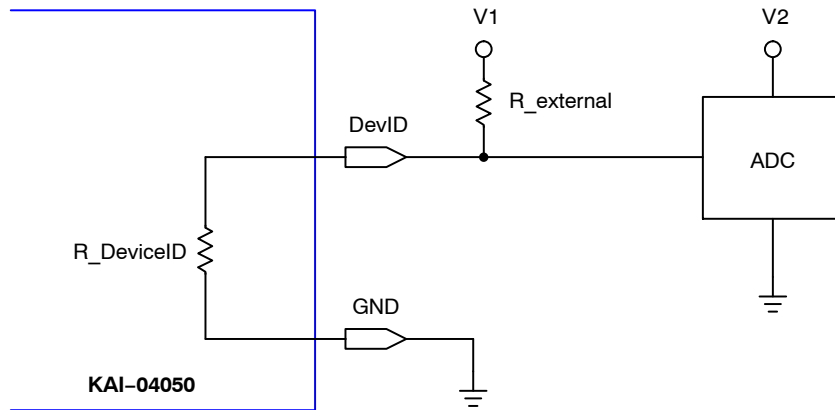 V1
V2
R_external
DevID
ADC
R_DeviceID
GND
KAI−04050